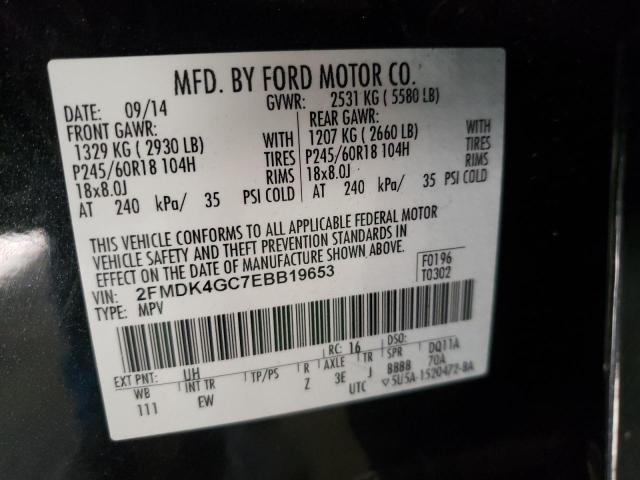 MFD. BY FORD MOTOR CO.
DATE: 09/14 GVWR: 2531 KG ( 5580 LB)
FRONT GAWR: REAR GAWR:
1329 KG ( 2930 LB) WITH 1207 KG ( 2660 LB) WITH
P245/60R18 104H TIRES P245/60R18 104H TIRES
18x8.0J RIMS 18x8.0J RIMS
AT 240 kPa/ 35 PSI COLD AT 240 kPa/ 35 PSI COLD
THIS VEHICLE CONFORMS TO ALL APPLICABLE FEDERAL MOTOR
VEHICLE SAFETY AND THEFT PREVENTION STANDARDS IN
EFFECT ON THE DATE OF MANUFACTURE SHOWN ABOVE.
VIN: 2FMDK4GC7EBB19653 F0196
TYPE: MPV T0302
EXT PNT: UH RC: 16 DSO: DQ11A
WB INT TR TP/PS R AXLE TR SPR 70A
111 EW Z 3E J BBBB
UTC 5U5A-1520472-BA